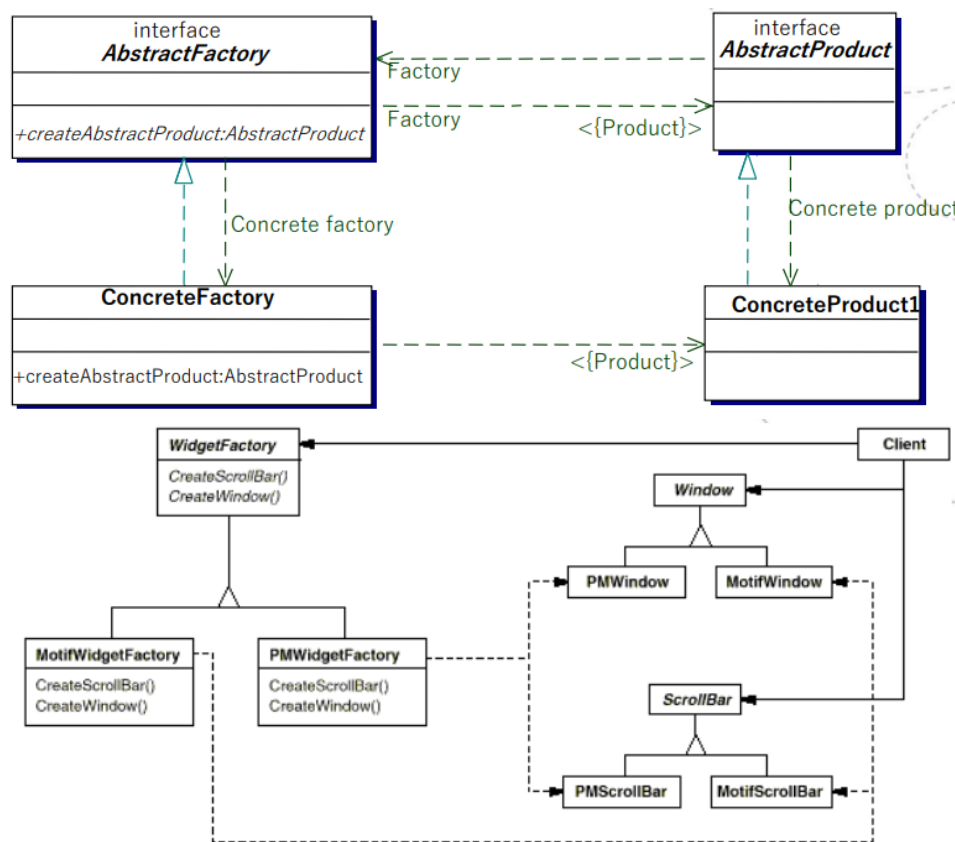 interface
AbstractFactory
+createAbstractProduct:AbstractProduct
interface
AbstractProduct
Factory
Factory
<{Product}>
Concrete factory
Concrete product
ConcreteFactory
+createAbstractProduct:AbstractProduct
<{Product}>
ConcreteProduct1
WidgetFactory
CreateScrollBar()
CreateWindow()
Client
Window
PMWindow
MotifWindow
MotifWidgetFactory
CreateScrollBar()
CreateWindow()
PMWidgetFactory
CreateScrollBar()
CreateWindow()
ScrollBar
PMScrollBar
MotifScrollBar